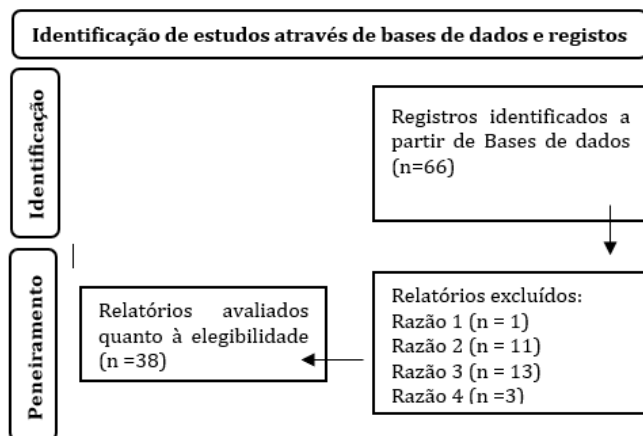 Identificação de estudos através de bases de dados e registos
Identificação
Registros identificados a
partir de Bases de dados
(n=66)
Peneiramento
Relatórios avaliados
quanto à elegibilidade
(n =38)
Relatórios excluídos:
Razão 1 (n = 1)
Razão 2 (n = 11)
Razão 3 (n = 13)
Razão 4 (n =3)